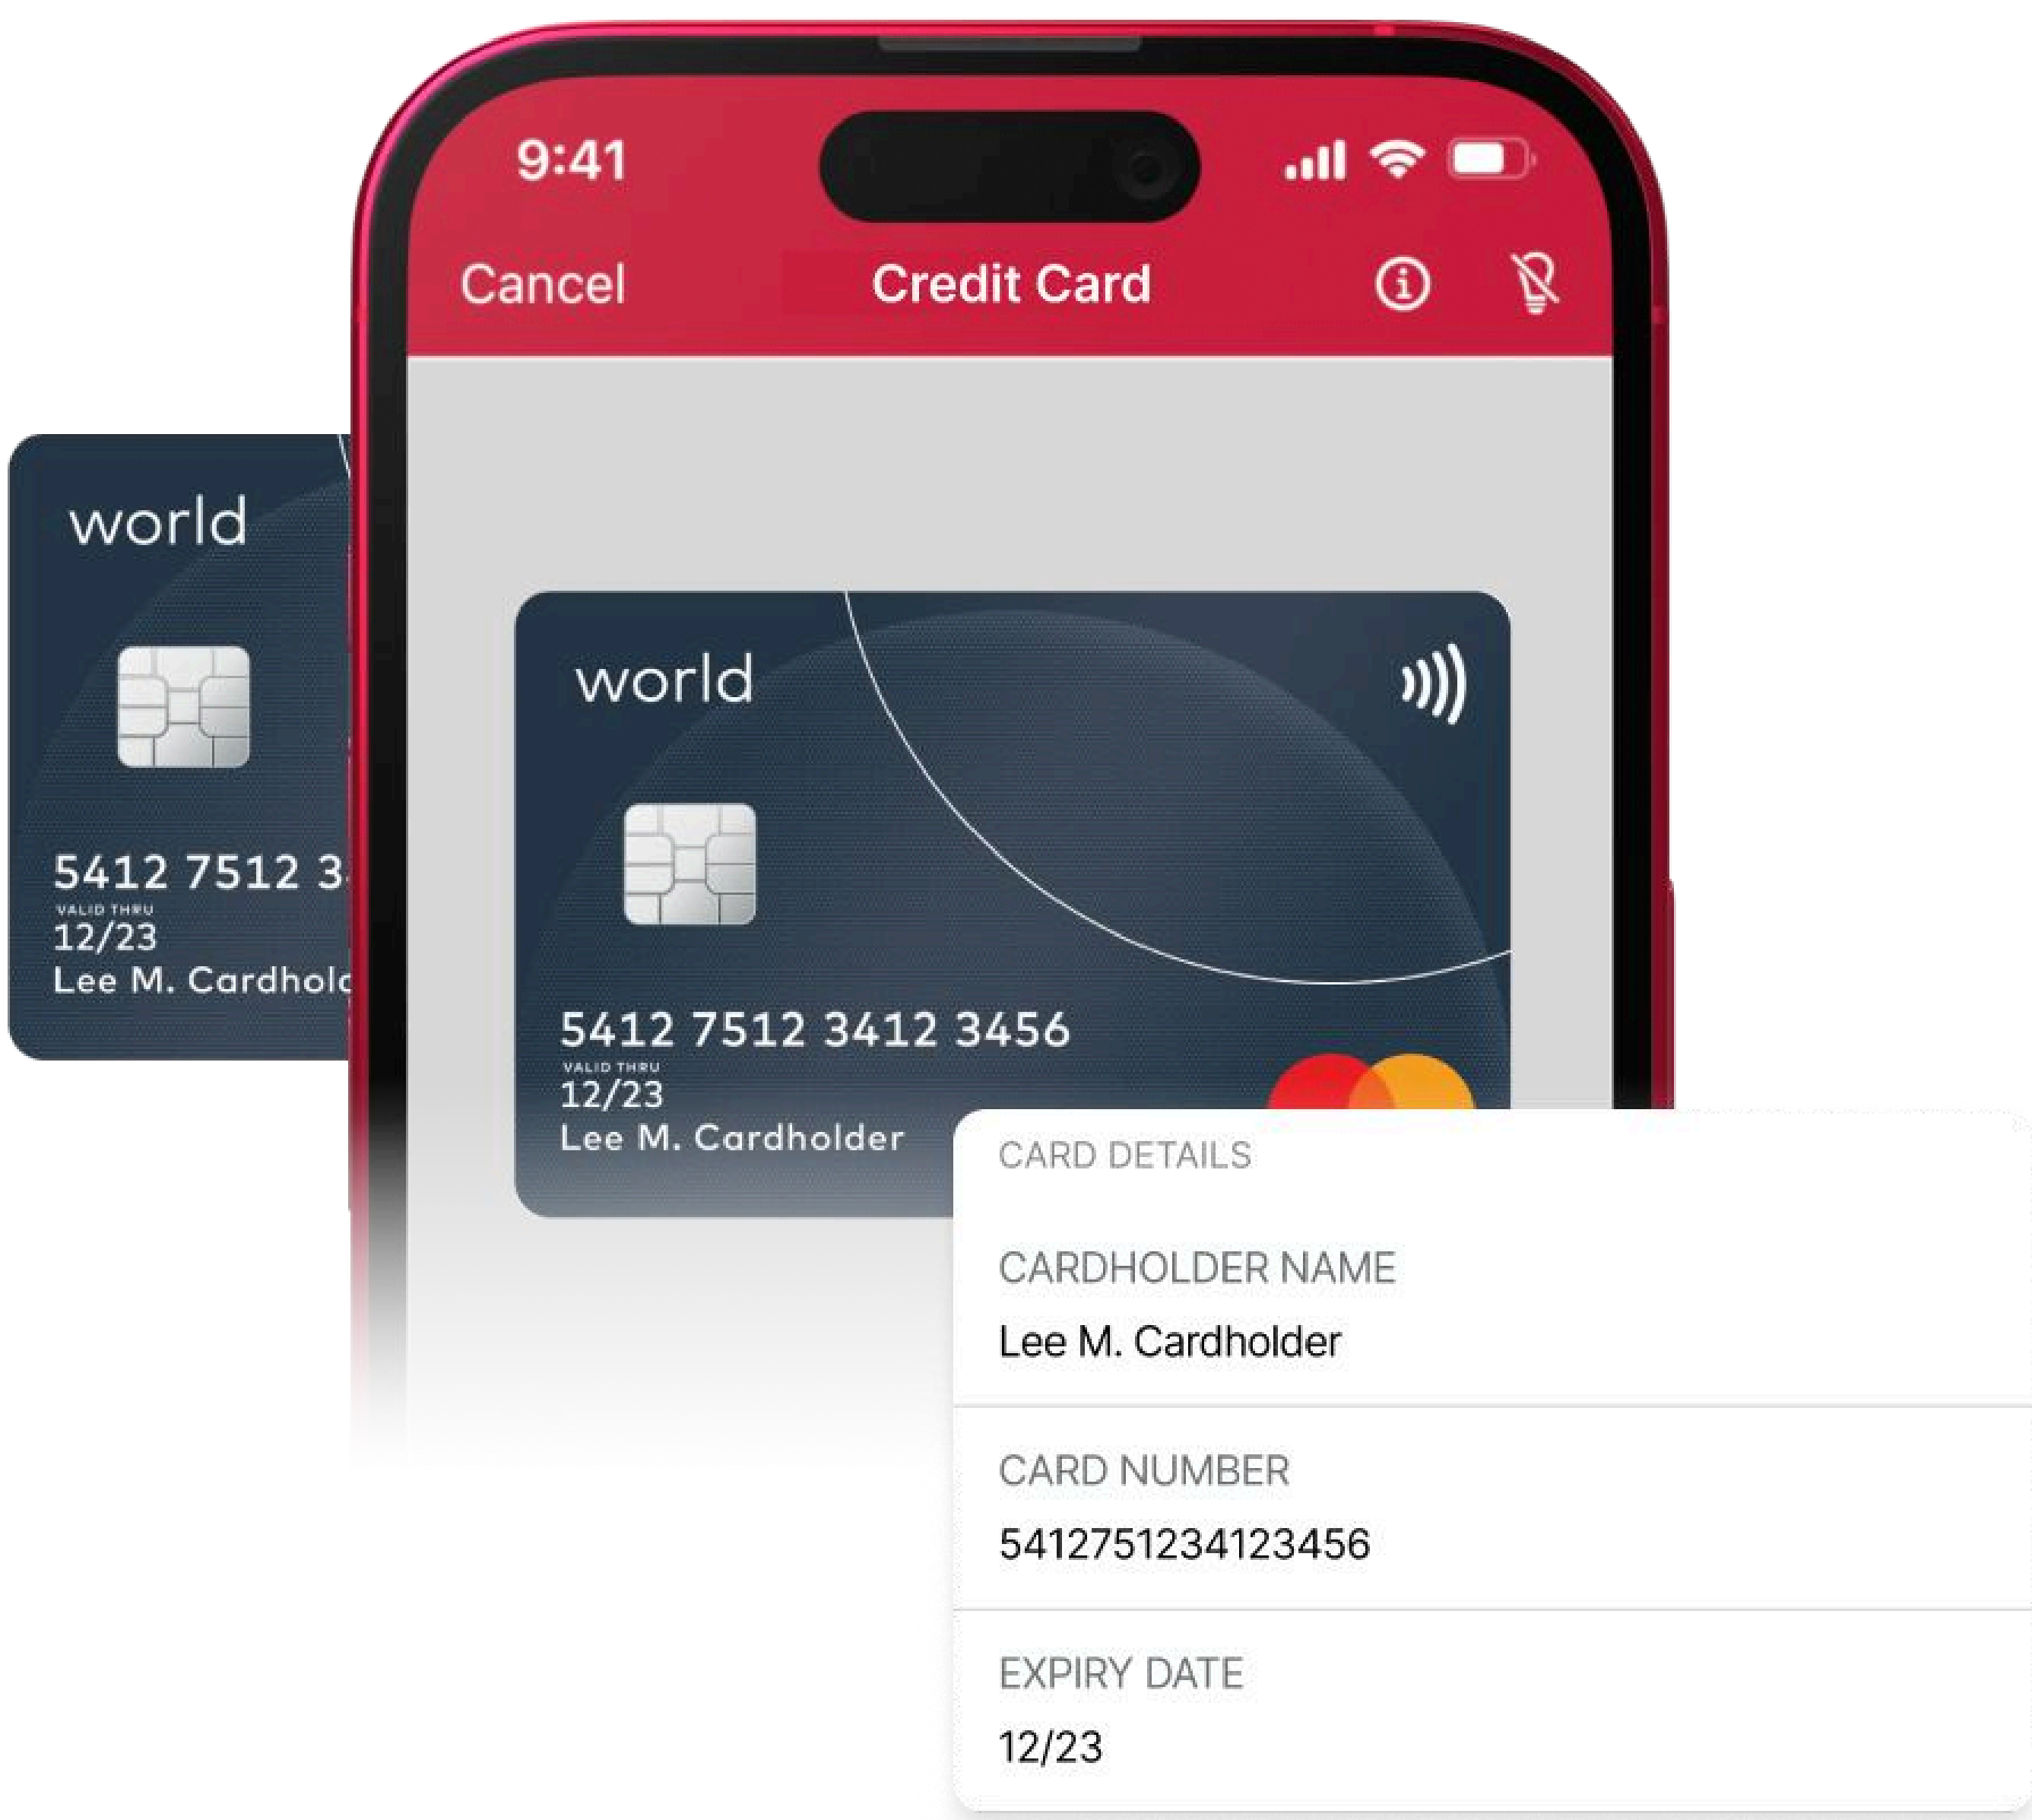 9:41
Cancel
Credit Card
world
5412 7512 3
VALID THRU
12/23
Lee M. Cardhold
world
5412 7512 3412 3456
VALID THRU
12/23
Lee M. Cardholder
CARD DETAILS
CARDHOLDER NAME
Lee M. Cardholder
CARD NUMBER
5412751234123456
EXPIRY DATE
12/23